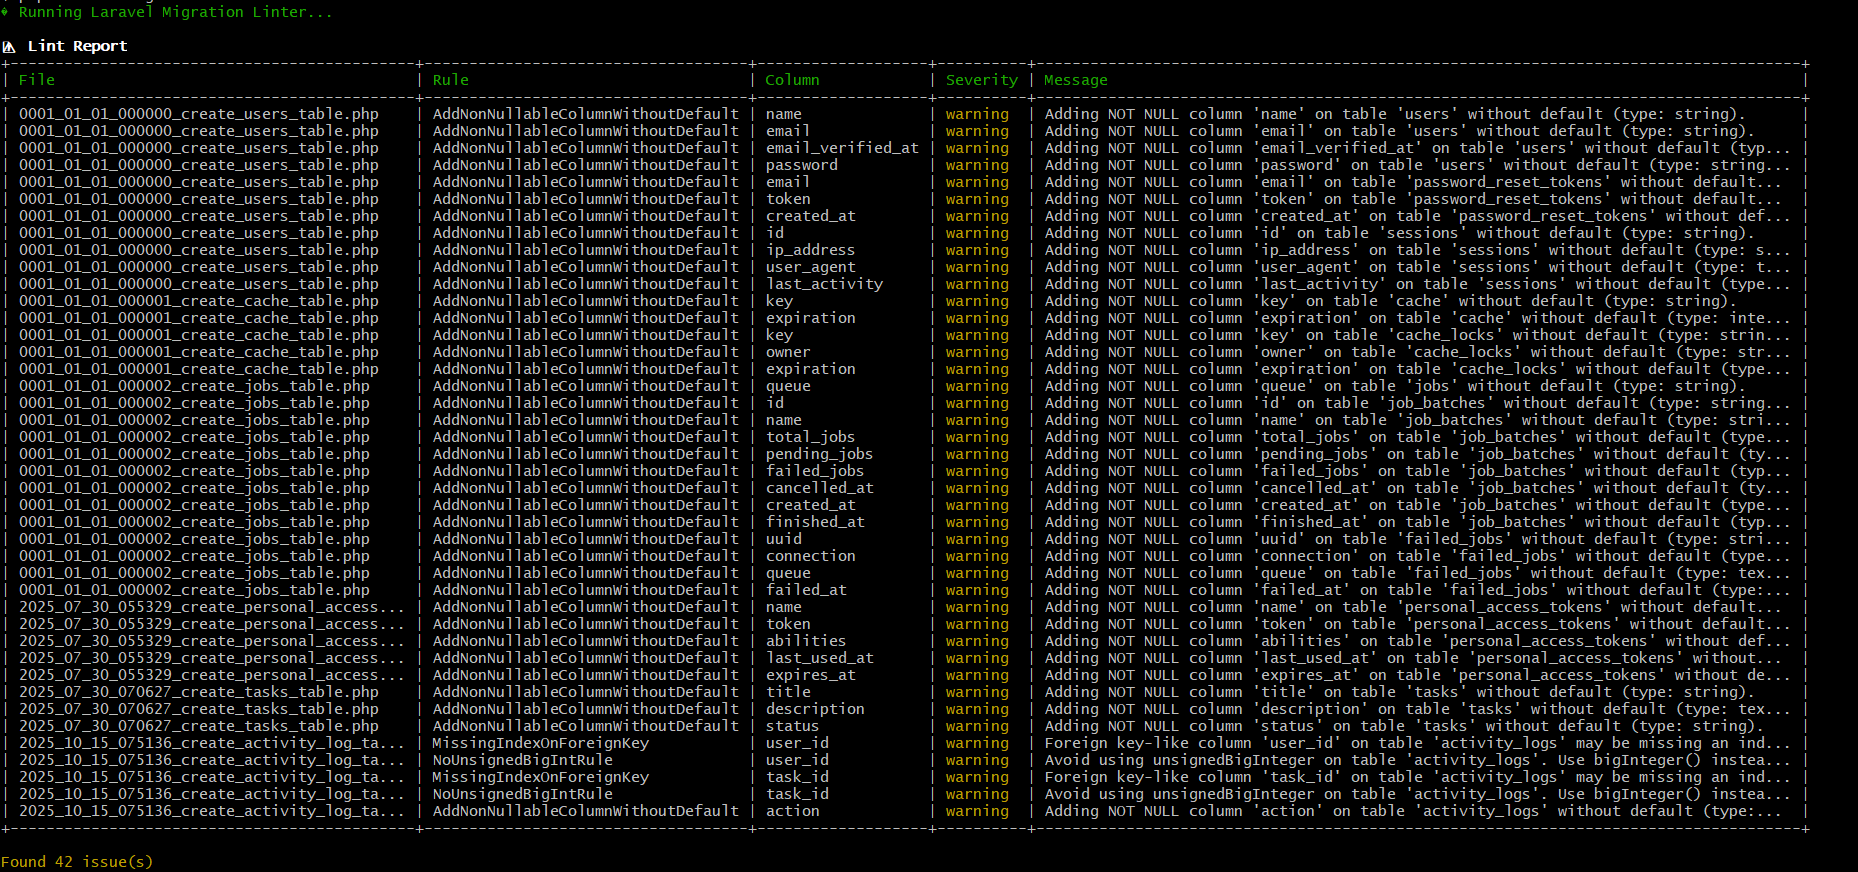 Running Laravel Migration Linter...
Lint Report
| File | Rule | Column | Severity | Message |
| 0001_01_01_000000_create_users_table.php | AddNonNullableColumnWithoutDefault | name | warning | Adding NOT NULL column 'name' on table 'users' without default (type: string). |
| 0001_01_01_000000_create_users_table.php | AddNonNullableColumnWithoutDefault | email | warning | Adding NOT NULL column 'email' on table 'users' without default (type: string). |
| 0001_01_01_000000_create_users_table.php | AddNonNullableColumnWithoutDefault | email_verified_at | warning | Adding NOT NULL column 'email_verified_at' on table 'users' without default (typ... |
| 0001_01_01_000000_create_users_table.php | AddNonNullableColumnWithoutDefault | password | warning | Adding NOT NULL column 'password' on table 'users' without default (type: string... |
| 0001_01_01_000000_create_users_table.php | AddNonNullableColumnWithoutDefault | email | warning | Adding NOT NULL column 'email' on table 'password_reset_tokens' without default... |
| 0001_01_01_000000_create_users_table.php | AddNonNullableColumnWithoutDefault | token | warning | Adding NOT NULL column 'token' on table 'password_reset_tokens' without default... |
| 0001_01_01_000000_create_users_table.php | AddNonNullableColumnWithoutDefault | created_at | warning | Adding NOT NULL column 'created_at' on table 'password_reset_tokens' without def... |
| 0001_01_01_000000_create_users_table.php | AddNonNullableColumnWithoutDefault | id | warning | Adding NOT NULL column 'id' on table 'sessions' without default (type: string). |
| 0001_01_01_000000_create_users_table.php | AddNonNullableColumnWithoutDefault | ip_address | warning | Adding NOT NULL column 'ip_address' on table 'sessions' without default (type: s... |
| 0001_01_01_000000_create_users_table.php | AddNonNullableColumnWithoutDefault | user_agent | warning | Adding NOT NULL column 'user_agent' on table 'sessions' without default (type: t... |
| 0001_01_01_000000_create_users_table.php | AddNonNullableColumnWithoutDefault | last_activity | warning | Adding NOT NULL column 'last_activity' on table 'sessions' without default (type... |
| 0001_01_01_000001_create_cache_table.php | AddNonNullableColumnWithoutDefault | key | warning | Adding NOT NULL column 'key' on table 'cache' without default (type: string). |
| 0001_01_01_000001_create_cache_table.php | AddNonNullableColumnWithoutDefault | expiration | warning | Adding NOT NULL column 'expiration' on table 'cache' without default (type: inte... |
| 0001_01_01_000001_create_cache_table.php | AddNonNullableColumnWithoutDefault | key | warning | Adding NOT NULL column 'key' on table 'cache_locks' without default (type: strin... |
| 0001_01_01_000001_create_cache_table.php | AddNonNullableColumnWithoutDefault | owner | warning | Adding NOT NULL column 'owner' on table 'cache_locks' without default (type: str... |
| 0001_01_01_000001_create_cache_table.php | AddNonNullableColumnWithoutDefault | expiration | warning | Adding NOT NULL column 'expiration' on table 'cache_locks' without default (type... |
| 0001_01_01_000002_create_jobs_table.php | AddNonNullableColumnWithoutDefault | queue | warning | Adding NOT NULL column 'queue' on table 'jobs' without default (type: string). |
| 0001_01_01_000002_create_jobs_table.php | AddNonNullableColumnWithoutDefault | id | warning | Adding NOT NULL column 'id' on table 'job_batches' without default (type: string... |
| 0001_01_01_000002_create_jobs_table.php | AddNonNullableColumnWithoutDefault | name | warning | Adding NOT NULL column 'name' on table 'job_batches' without default (type: stri... |
| 0001_01_01_000002_create_jobs_table.php | AddNonNullableColumnWithoutDefault | total_jobs | warning | Adding NOT NULL column 'total_jobs' on table 'job_batches' without default (type... |
| 0001_01_01_000002_create_jobs_table.php | AddNonNullableColumnWithoutDefault | pending_jobs | warning | Adding NOT NULL column 'pending_jobs' on table 'job_batches' without default (ty... |
| 0001_01_01_000002_create_jobs_table.php | AddNonNullableColumnWithoutDefault | failed_jobs | warning | Adding NOT NULL column 'failed_jobs' on table 'job_batches' without default (typ... |
| 0001_01_01_000002_create_jobs_table.php | AddNonNullableColumnWithoutDefault | cancelled_at | warning | Adding NOT NULL column 'cancelled_at' on table 'job_batches' without default (ty... |
| 0001_01_01_000002_create_jobs_table.php | AddNonNullableColumnWithoutDefault | created_at | warning | Adding NOT NULL column 'created_at' on table 'job_batches' without default (type... |
| 0001_01_01_000002_create_jobs_table.php | AddNonNullableColumnWithoutDefault | finished_at | warning | Adding NOT NULL column 'finished_at' on table 'job_batches' without default (typ... |
| 0001_01_01_000002_create_jobs_table.php | AddNonNullableColumnWithoutDefault | uuid | warning | Adding NOT NULL column 'uuid' on table 'failed_jobs' without default (type: stri... |
| 0001_01_01_000002_create_jobs_table.php | AddNonNullableColumnWithoutDefault | connection | warning | Adding NOT NULL column 'connection' on table 'failed_jobs' without default (type... |
| 0001_01_01_000002_create_jobs_table.php | AddNonNullableColumnWithoutDefault | queue | warning | Adding NOT NULL column 'queue' on table 'failed_jobs' without default (type: tex... |
| 0001_01_01_000002_create_jobs_table.php | AddNonNullableColumnWithoutDefault | failed_at | warning | Adding NOT NULL column 'failed_at' on table 'failed_jobs' without default (type:... |
| 2025_07_30_055329_create_personal_access... | AddNonNullableColumnWithoutDefault | name | warning | Adding NOT NULL column 'name' on table 'personal_access_tokens' without default... |
| 2025_07_30_055329_create_personal_access... | AddNonNullableColumnWithoutDefault | token | warning | Adding NOT NULL column 'token' on table 'personal_access_tokens' without default... |
| 2025_07_30_055329_create_personal_access... | AddNonNullableColumnWithoutDefault | abilities | warning | Adding NOT NULL column 'abilities' on table 'personal_access_tokens' without def... |
| 2025_07_30_055329_create_personal_access... | AddNonNullableColumnWithoutDefault | last_used_at | warning | Adding NOT NULL column 'last_used_at' on table 'personal_access_tokens' without... |
| 2025_07_30_055329_create_personal_access... | AddNonNullableColumnWithoutDefault | expires_at | warning | Adding NOT NULL column 'expires_at' on table 'personal_access_tokens' without de... |
| 2025_07_30_070627_create_tasks_table.php | AddNonNullableColumnWithoutDefault | title | warning | Adding NOT NULL column 'title' on table 'tasks' without default (type: string). |
| 2025_07_30_070627_create_tasks_table.php | AddNonNullableColumnWithoutDefault | description | warning | Adding NOT NULL column 'description' on table 'tasks' without default (type: tex... |
| 2025_07_30_070627_create_tasks_table.php | AddNonNullableColumnWithoutDefault | status | warning | Adding NOT NULL column 'status' on table 'tasks' without default (type: string). |
| 2025_10_15_075136_create_activity_log_ta... | MissingIndexOnForeignKey | user_id | warning | Foreign key-like column 'user_id' on table 'activity_logs' may be missing an ind... |
| 2025_10_15_075136_create_activity_log_ta... | NoUnsignedBigIntRule | user_id | warning | Avoid using unsignedBigInteger on table 'activity_logs'. Use bigInteger() instea... |
| 2025_10_15_075136_create_activity_log_ta... | MissingIndexOnForeignKey | task_id | warning | Foreign key-like column 'task_id' on table 'activity_logs' may be missing an ind... |
| 2025_10_15_075136_create_activity_log_ta... | NoUnsignedBigIntRule | task_id | warning | Avoid using unsignedBigInteger on table 'activity_logs'. Use bigInteger() instea... |
| 2025_10_15_075136_create_activity_log_ta... | AddNonNullableColumnWithoutDefault | action | warning | Adding NOT NULL column 'action' on table 'activity_logs' without default (type:... |
Found 42 issue(s)